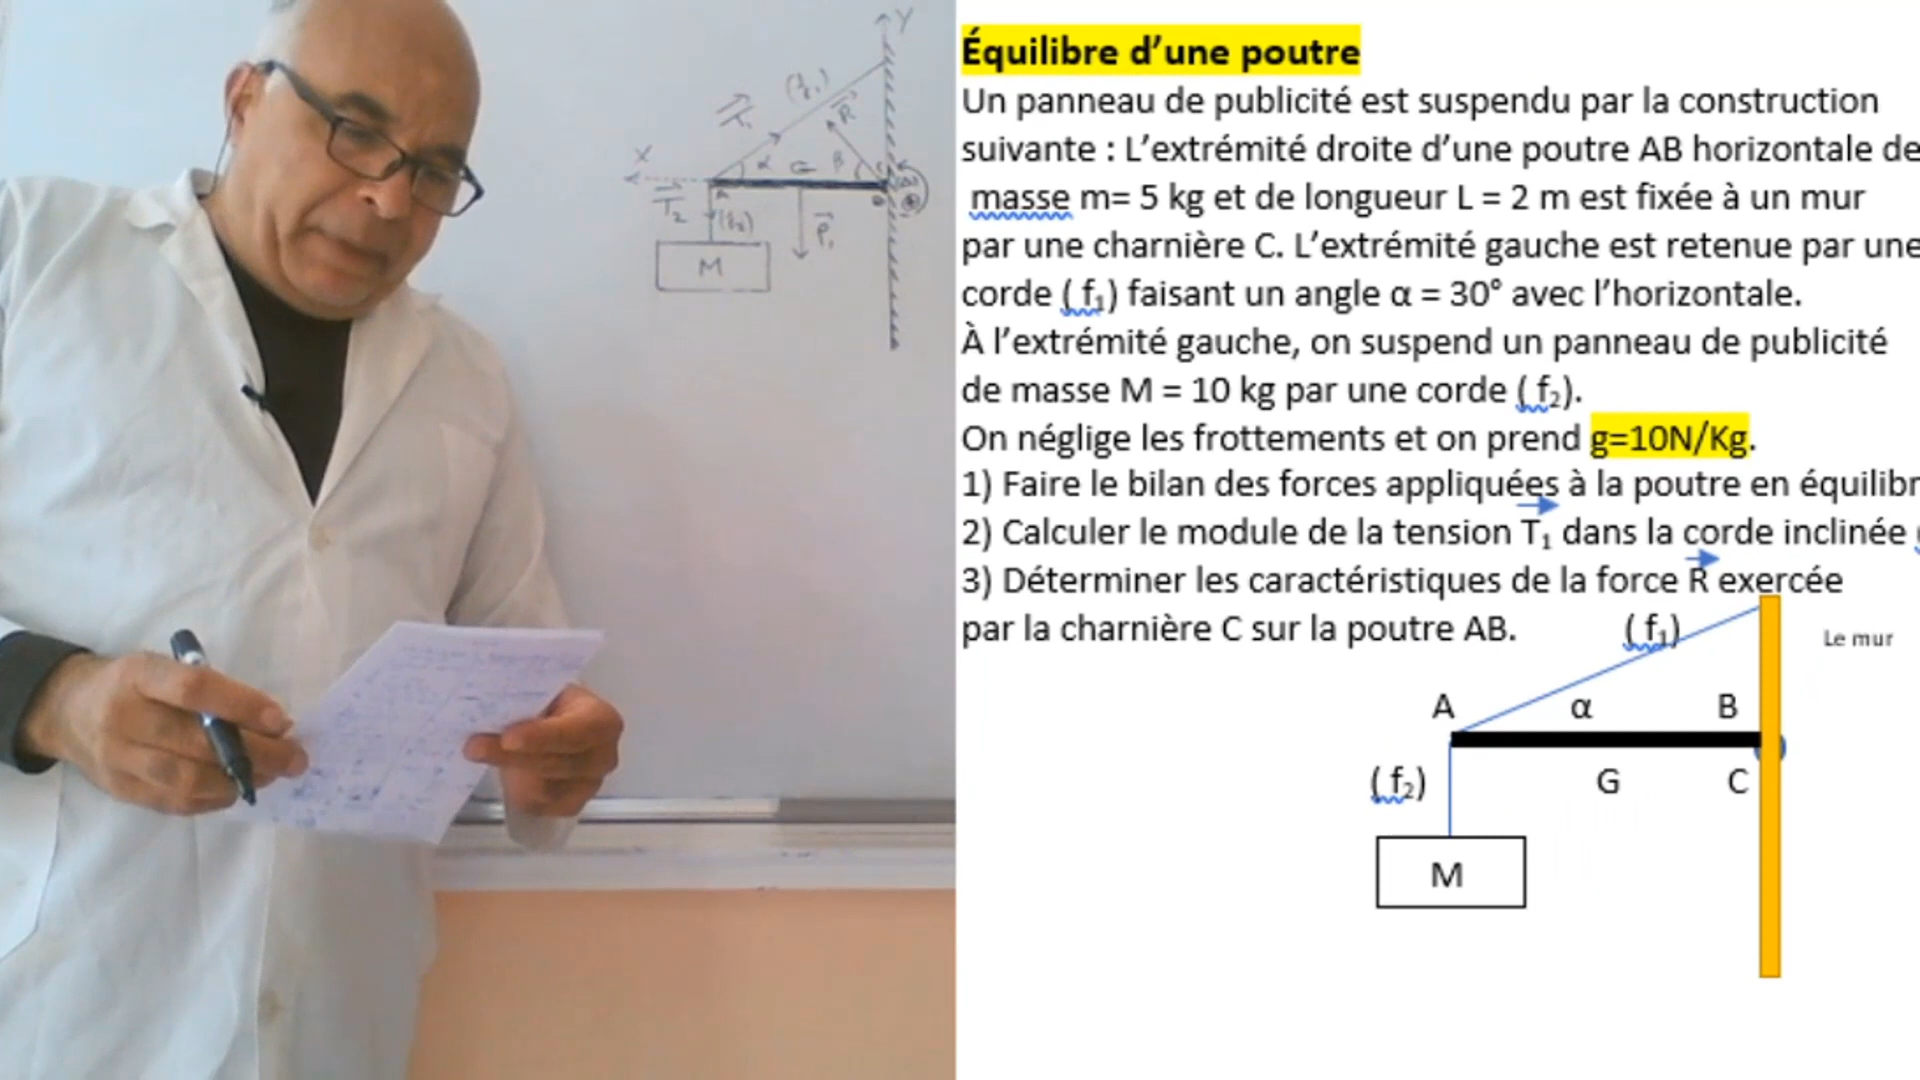 Y
(f₁)
T₁
R
X
α
G
β
A
B
T₂
(f₂)
P₁
M
Équilibre d’une poutre
Un panneau de publicité est suspendu par la construction
suivante : L’extrémité droite d’une poutre AB horizontale de
masse m= 5 kg et de longueur L = 2 m est fixée à un mur
par une charnière C. L’extrémité gauche est retenue par une
corde ( f₁) faisant un angle α = 30° avec l’horizontale.
À l’extrémité gauche, on suspend un panneau de publicité
de masse M = 10 kg par une corde ( f₂).
On néglige les frottements et on prend g=10N/Kg.
1) Faire le bilan des forces appliquées à la poutre en équilibr
2) Calculer le module de la tension T₁ dans la corde inclinée
3) Déterminer les caractéristiques de la force R exercée
par la charnière C sur la poutre AB.
( f₁)
Le mur
A
α
B
( f₂)
G
C
M